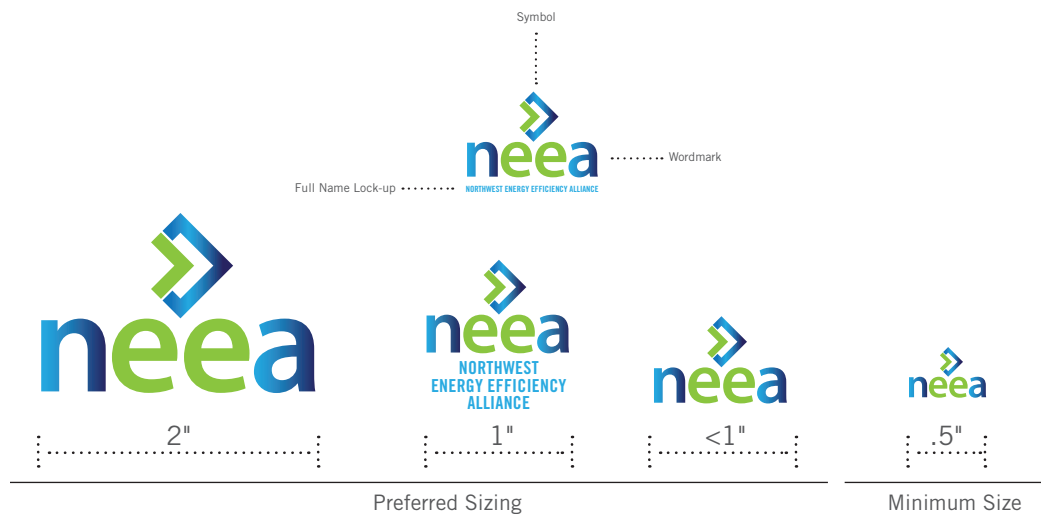 Symbol
neea
Wordmark
Full Name Lock-up
NORTHWEST ENERGY EFFICIENCY ALLIANCE
neea
neea
NORTHWEST
ENERGY EFFICIENCY
ALLIANCE
neea
neea
2"
1"
<1"
.5"
Preferred Sizing
Minimum Size